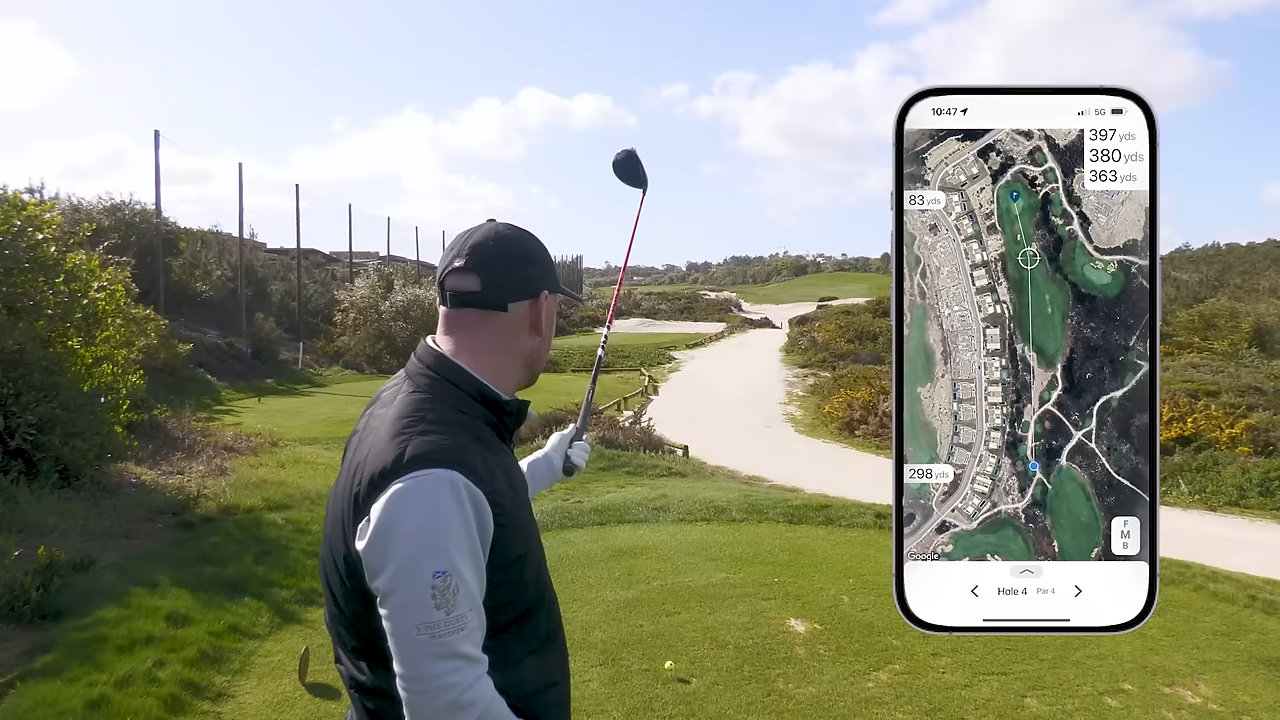 10:47
5G
397 yds
380 yds
363 yds
83 yds
298 yds
F
M
B
Google
Hole 4 Par 4
THE DUKES